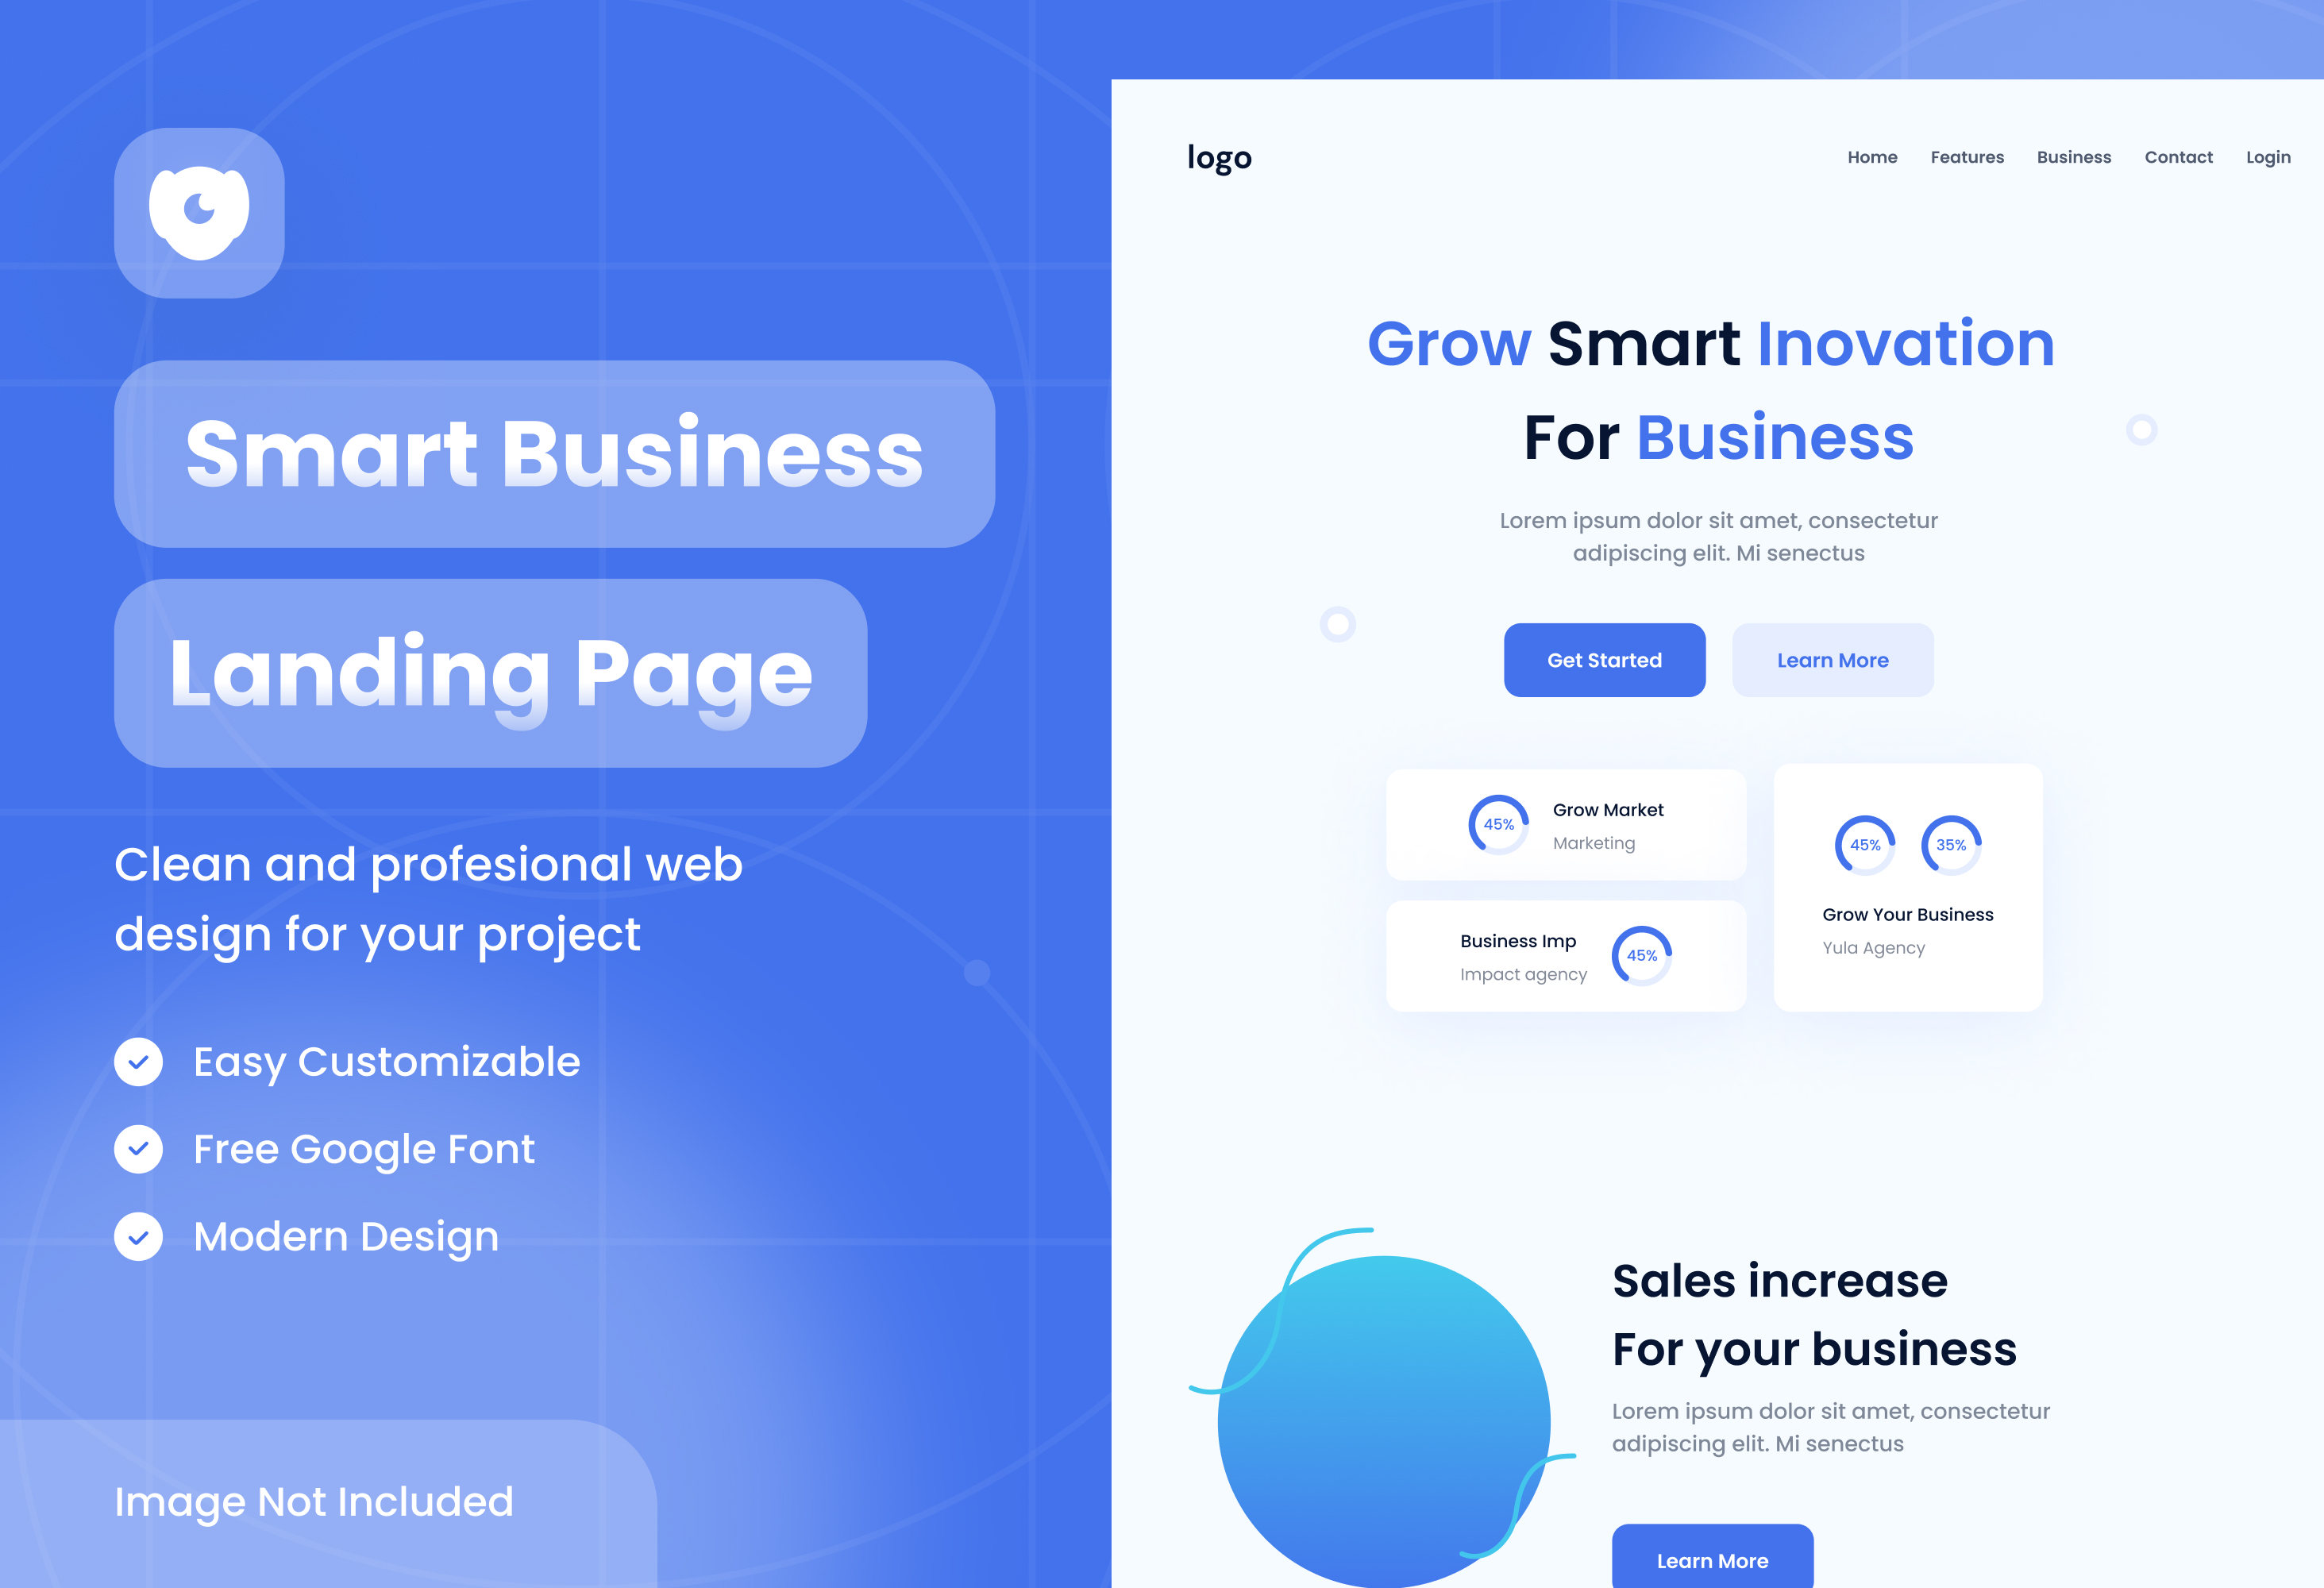 Smart Business
Landing Page
Clean and profesional web
design for your project
Easy Customizable
Free Google Font
Modern Design
Image Not Included
logo
Home Features Business Contact Login
Grow Smart Inovation
For Business
Lorem ipsum dolor sit amet, consectetur
adipiscing elit. Mi senectus
Get Started
Learn More
45%
Grow Market
Marketing
Business Imp
Impact agency
45%
45%
35%
Grow Your Business
Yula Agency
Sales increase
For your business
Lorem ipsum dolor sit amet, consectetur
adipiscing elit. Mi senectus
Learn More